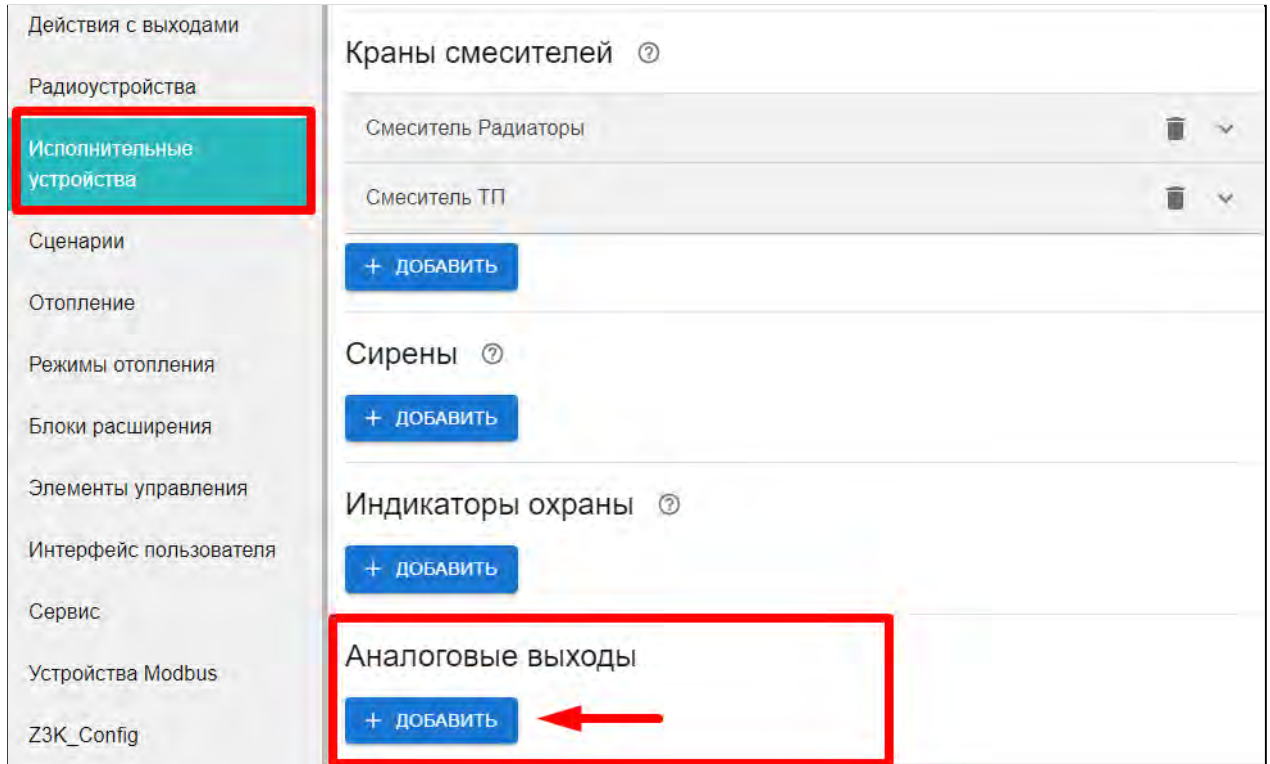 Действия с выходами
Радиоустройства
Исполнительные
устройства
Сценарии
Отопление
Режимы отопления
Блоки расширения
Элементы управления
Интерфейс пользователя
Сервис
Устройства Modbus
Z3K_Config
Краны смесителей ?
Смеситель Радиаторы
Смеситель ТП
+ ДОБАВИТЬ
Сирены ?
+ ДОБАВИТЬ
Индикаторы охраны ?
+ ДОБАВИТЬ
Аналоговые выходы
+ ДОБАВИТЬ